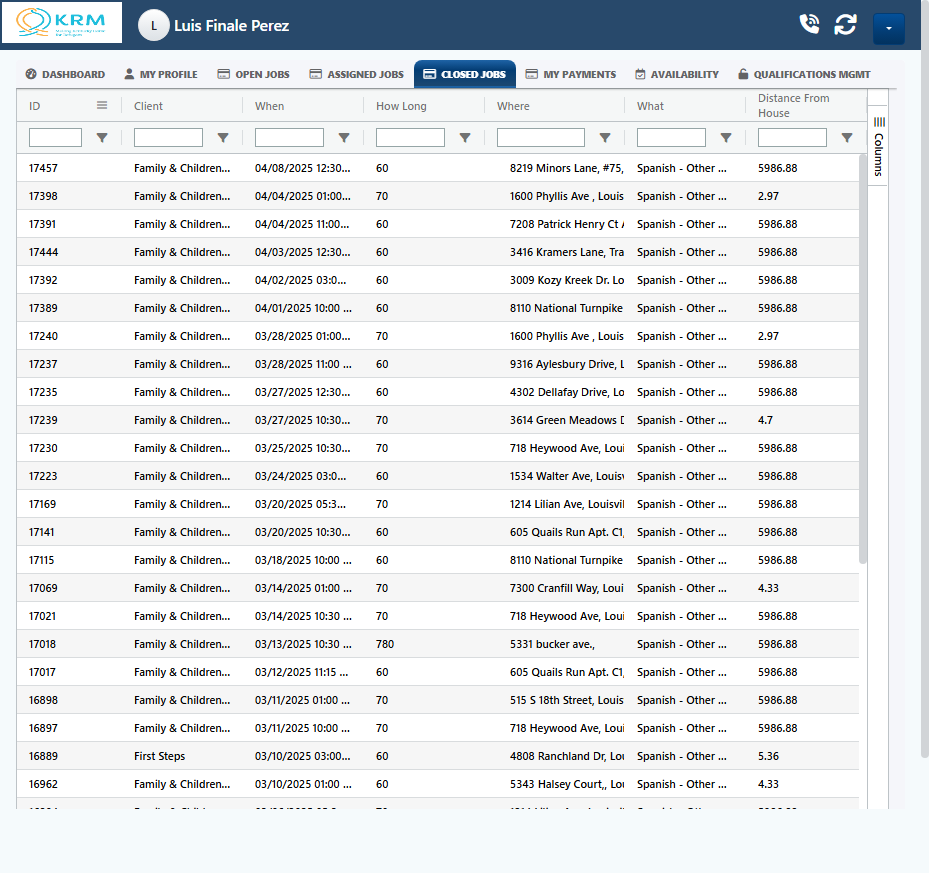 KRM
L Luis Finale Perez
DASHBOARD MY PROFILE OPEN JOBS ASSIGNED JOBS CLOSED JOBS MY PAYMENTS AVAILABILITY QUALIFICATIONS MGMT
ID Client When How Long Where What Distance From House
Columns
17457 Family & Children... 04/08/2025 12:30... 60 8219 Minors Lane, #75, Spanish - Other ... 5986.88
17398 Family & Children... 04/04/2025 01:00... 70 1600 Phyllis Ave , Louis Spanish - Other ... 2.97
17391 Family & Children... 04/04/2025 11:00... 60 7208 Patrick Henry Ct Spanish - Other ... 5986.88
17444 Family & Children... 04/03/2025 12:30... 60 3416 Kramers Lane, Tra Spanish - Other ... 5986.88
17392 Family & Children... 04/02/2025 03:0... 60 3009 Kozy Kreek Dr. Lo Spanish - Other ... 5986.88
17389 Family & Children... 04/01/2025 10:00 ... 60 8110 National Turnpike Spanish - Other ... 5986.88
17240 Family & Children... 03/28/2025 01:00... 70 1600 Phyllis Ave , Louis Spanish - Other ... 2.97
17237 Family & Children... 03/28/2025 11:00 ... 60 9316 Aylesbury Drive, L Spanish - Other ... 5986.88
17235 Family & Children... 03/27/2025 12:30... 60 4302 Dellafay Drive, Lo Spanish - Other ... 5986.88
17239 Family & Children... 03/27/2025 10:30... 70 3614 Green Meadows D Spanish - Other ... 4.7
17230 Family & Children... 03/25/2025 10:30... 70 718 Heywood Ave, Loui Spanish - Other ... 5986.88
17223 Family & Children... 03/24/2025 03:0... 60 1534 Walter Ave, Louisv Spanish - Other ... 5986.88
17169 Family & Children... 03/20/2025 05:3... 70 1214 Lilian Ave, Louisvil Spanish - Other ... 5986.88
17141 Family & Children... 03/20/2025 10:30... 60 605 Quails Run Apt. C1, Spanish - Other ... 5986.88
17115 Family & Children... 03/18/2025 10:00 ... 60 8110 National Turnpike Spanish - Other ... 5986.88
17069 Family & Children... 03/14/2025 01:00 ... 70 7300 Cranfill Way, Loui Spanish - Other ... 4.33
17021 Family & Children... 03/14/2025 10:30 ... 70 718 Heywood Ave, Loui Spanish - Other ... 5986.88
17018 Family & Children... 03/13/2025 10:30 ... 780 5331 bucker ave., Spanish - Other ... 5986.88
17017 Family & Children... 03/12/2025 11:15 ... 60 605 Quails Run Apt. C1, Spanish - Other ... 5986.88
16898 Family & Children... 03/11/2025 01:00 ... 70 515 S 18th Street, Louis Spanish - Other ... 5986.88
16897 Family & Children... 03/11/2025 10:00 ... 70 718 Heywood Ave, Loui Spanish - Other ... 5986.88
16889 First Steps 03/10/2025 03:00... 60 4808 Ranchland Dr, Lou Spanish - Other ... 5.36
16962 Family & Children... 03/10/2025 01:00 ... 60 5343 Halsey Court,, Lou Spanish - Other ... 4.33